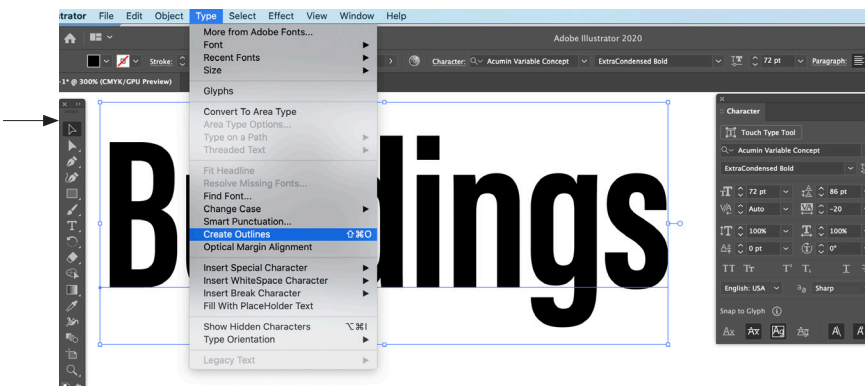 strator File Edit Object Type Select Effect View Window Help
Adobe Illustrator 2020
Stroke: Character: Acumin Variable Concept ExtraCondensed Bold 72 pt Paragraph:
-1* @ 300% (CMYK/GPU Preview)
More from Adobe Fonts...
Font
Recent Fonts
Size
Glyphs
Convert To Area Type
Area Type Options...
Type on a Path
Threaded Text
Fit Headline
Resolve Missing Fonts...
Find Font...
Change Case
Smart Punctuation...
Create Outlines ⇧⌘O
Optical Margin Alignment
Insert Special Character
Insert WhiteSpace Character
Insert Break Character
Fill With PlaceHolder Text
Show Hidden Characters ⌥⌘I
Type Orientation
Legacy Text
B dings
Character
Touch Type Tool
Acumin Variable Concept
ExtraCondensed Bold
72 pt 86 pt
Auto -20
100% 100%
0 pt 0°
English: USA Sharp
Snap to Glyph